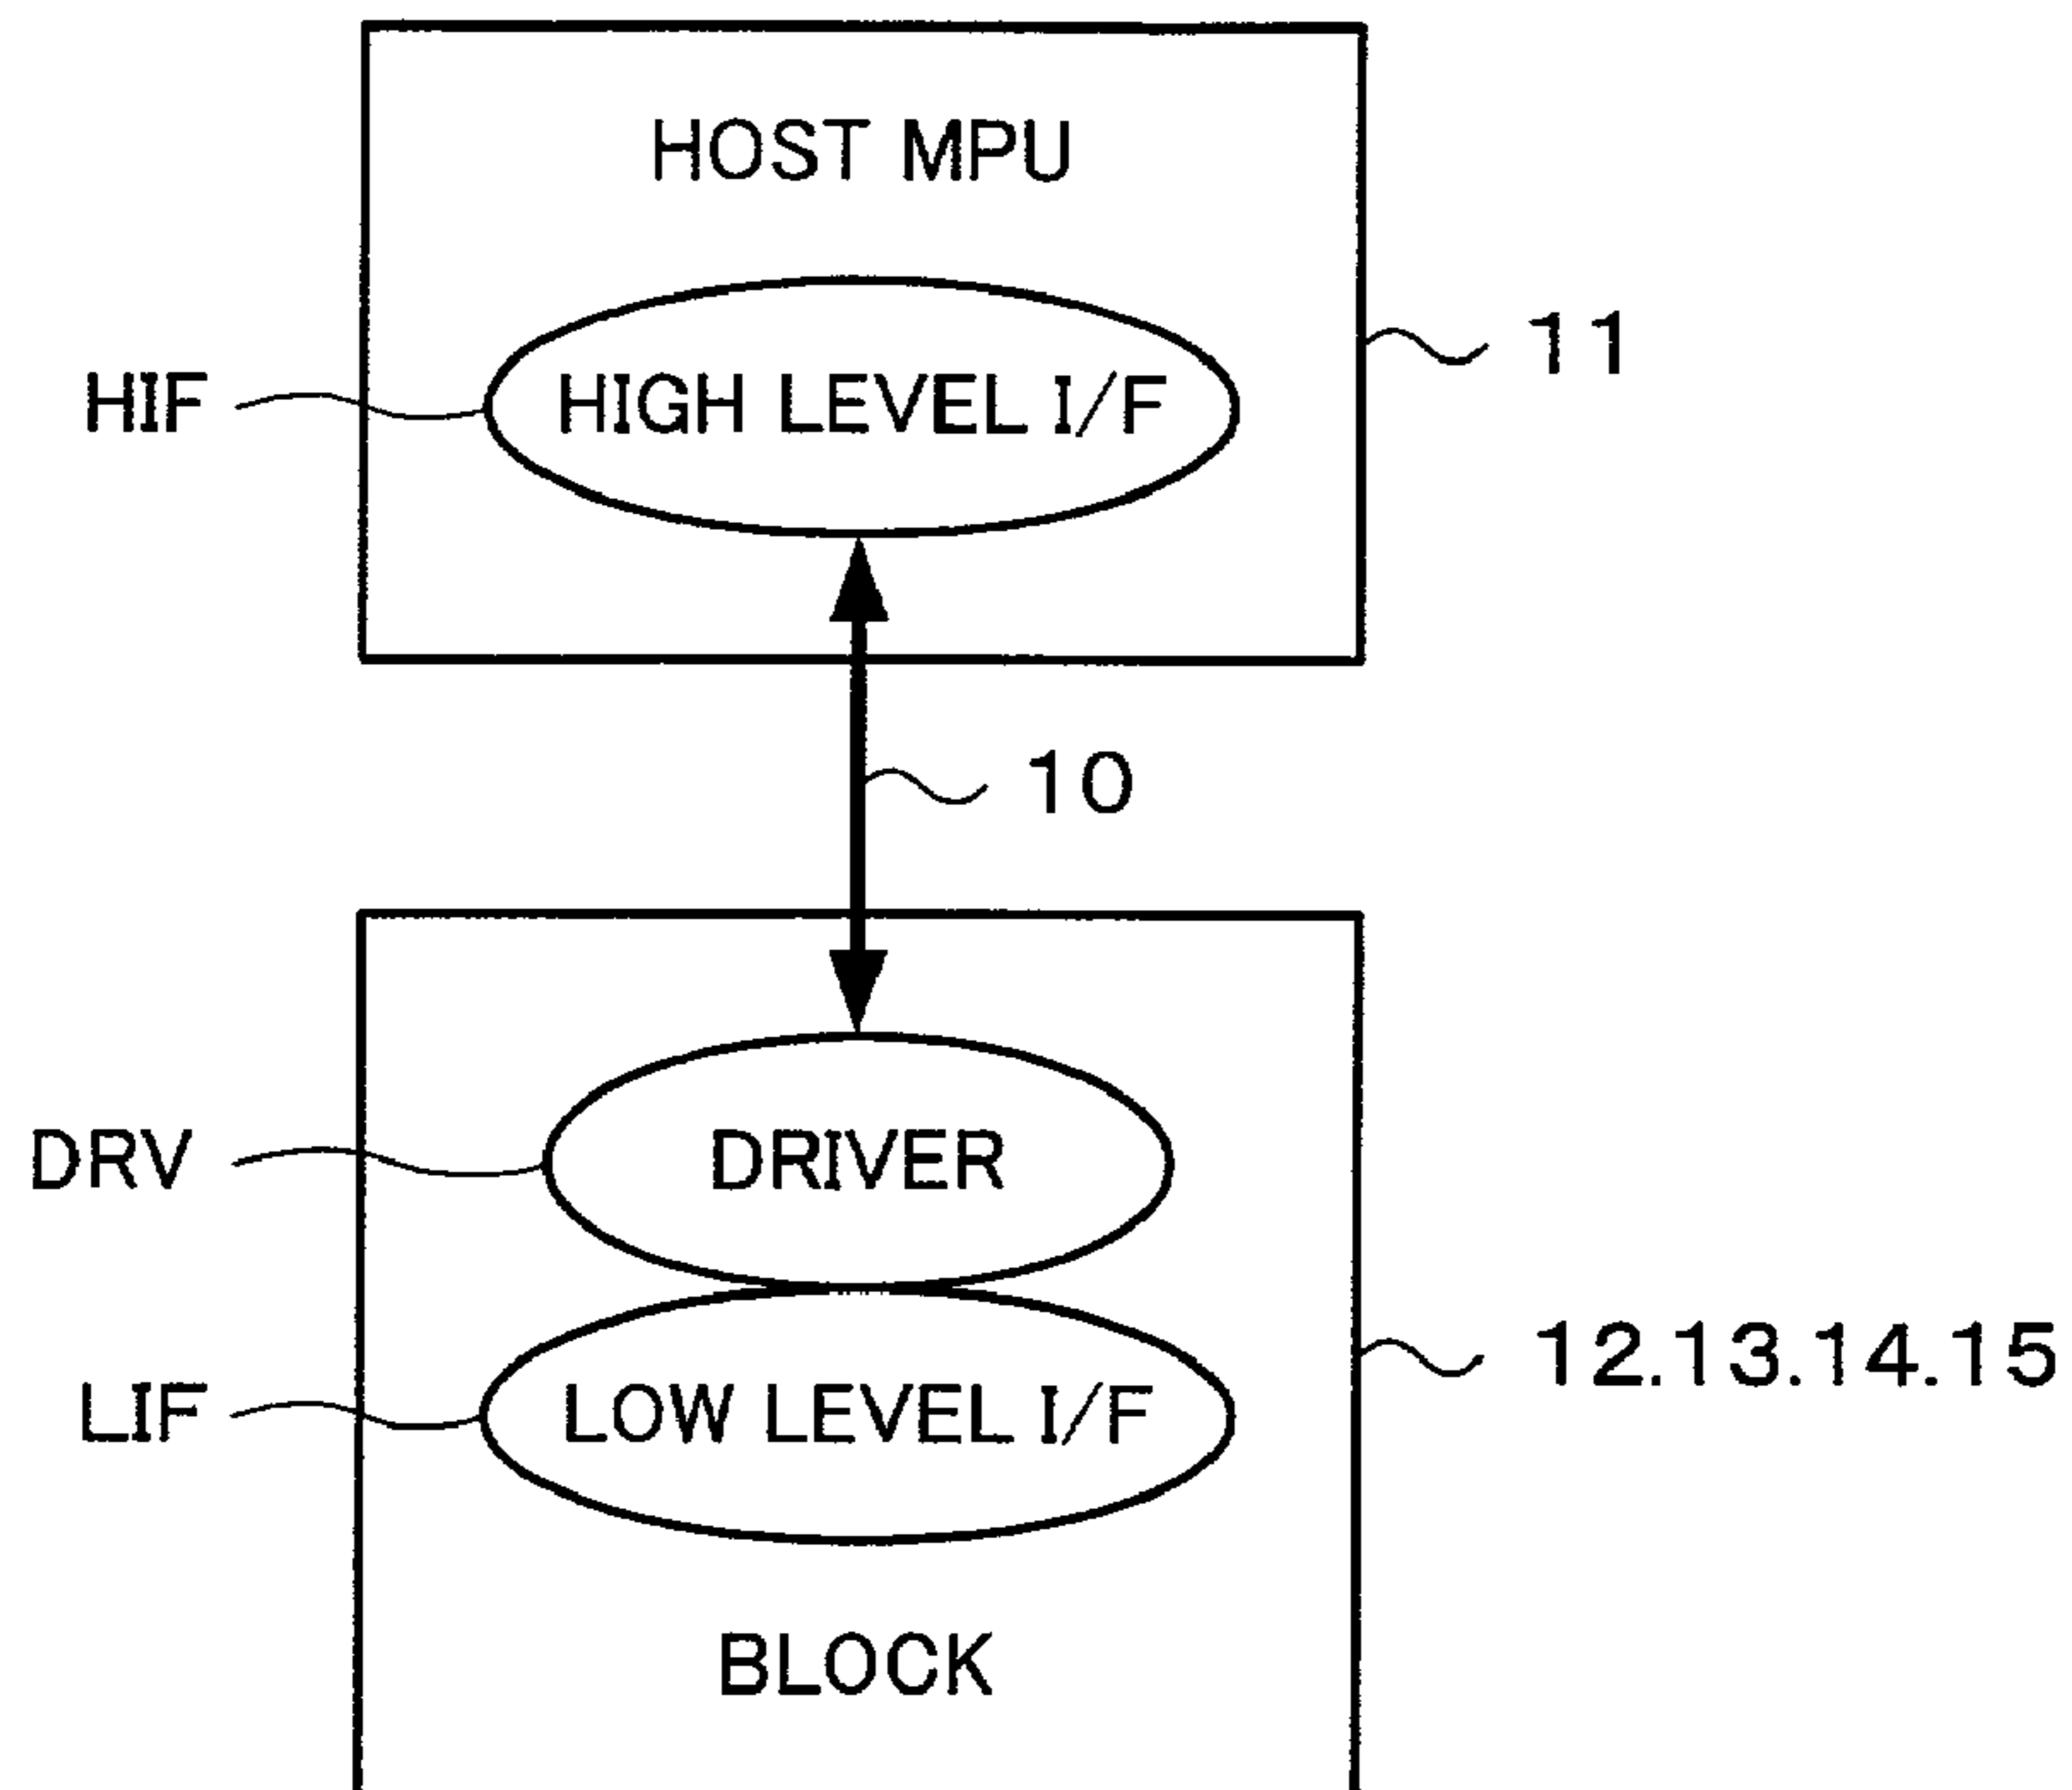 HOST MPU
11
HIF
HIGH LEVEL I/F
10
DRV
DRIVER
12.13.14.15
LIF
LOW LEVEL I/F
BLOCK